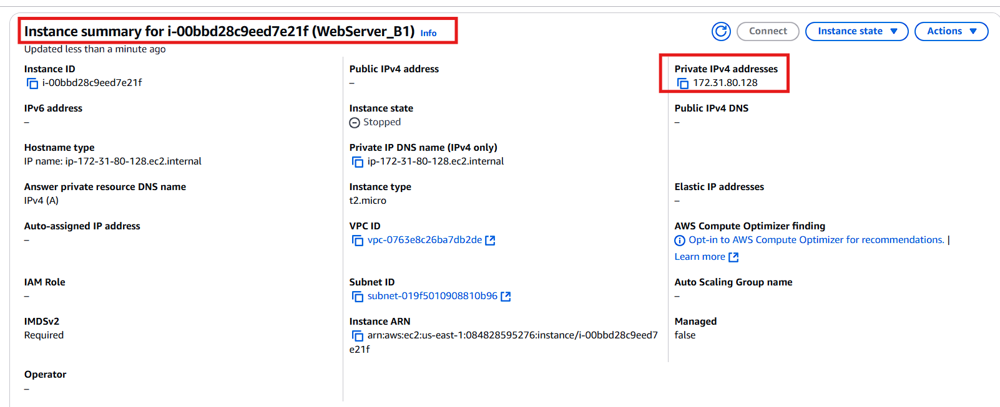 Instance summary for i-00bbd28c9eed7e21f (WebServer_B1) Info
Connect
Instance state
Actions
Updated less than a minute ago
Instance ID
i-00bbd28c9eed7e21f
Public IPv4 address
–
Private IPv4 addresses
172.31.80.128
IPv6 address
–
Instance state
Stopped
Public IPv4 DNS
–
Hostname type
IP name: ip-172-31-80-128.ec2.internal
Private IP DNS name (IPv4 only)
ip-172-31-80-128.ec2.internal
Answer private resource DNS name
IPv4 (A)
Instance type
t2.micro
Elastic IP addresses
–
Auto-assigned IP address
–
VPC ID
vpc-0763e8c26ba7db2de
AWS Compute Optimizer finding
Opt-in to AWS Compute Optimizer for recommendations. |
Learn more
IAM Role
–
Subnet ID
subnet-019f5010908810b96
Auto Scaling Group name
–
IMDSv2
Required
Instance ARN
arn:aws:ec2:us-east-1:084828595276:instance/i-00bbd28c9eed7
e21f
Managed
false
Operator
–